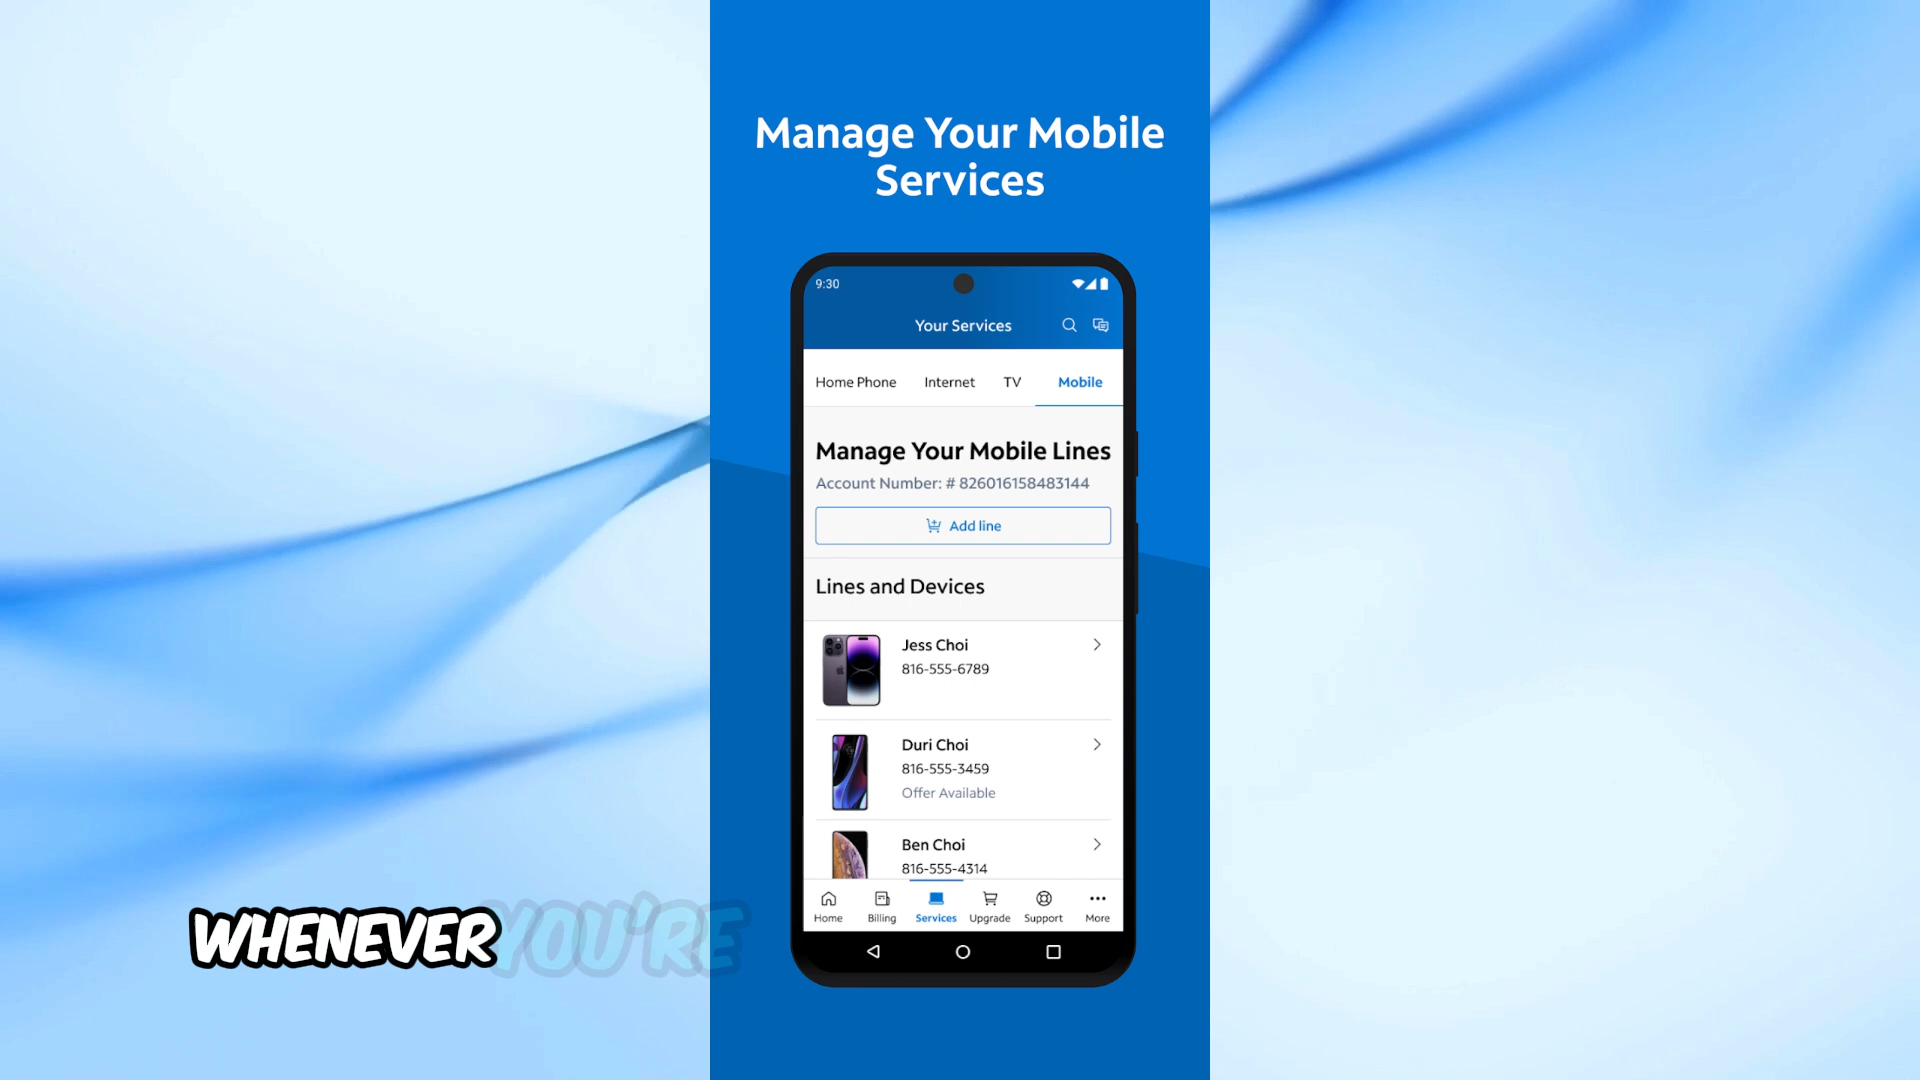 Manage Your Mobile
Services
9:30
Your Services
Home Phone Internet TV Mobile
Manage Your Mobile Lines
Account Number: # 826016158483144
Add line
Lines and Devices
Jess Choi
816-555-6789
Duri Choi
816-555-3459
Offer Available
Ben Choi
816-555-4314
Home Billing Services Upgrade Support More
WHENEVER YOU'RE